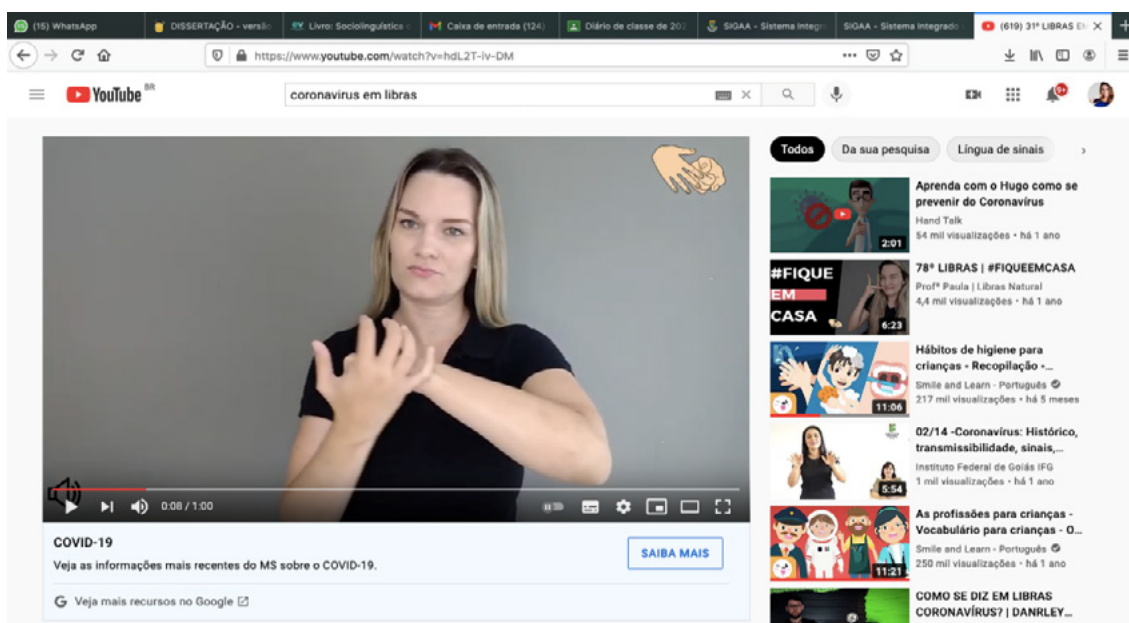 (15) WhatsApp
DISSERTAÇÃO - versão
Livro: Sociolinguística
Caixa de entrada (124)
Diário de classe de 202
SIGAA - Sistema Integr
SIGAA - Sistema Integrado
(619) 31º LIBRAS E
https://www.youtube.com/watch?v=hdL2T-iv-DM
YouTube BR
coronavirus em libras
9+
Todos
Da sua pesquisa
Língua de sinais
Aprenda com o Hugo como se
prevenir do Coronavírus
Hand Talk
54 mil visualizações • há 1 ano
2:01
#FIQUE
EM
CASA
6:23
78º LIBRAS | #FIQUEEMCASA
Profª Paula | Libras Natural
4,4 mil visualizações • há 1 ano
Hábitos de higiene para
crianças - Recopilação -...
Smile and Learn - Português
217 mil visualizações • há 5 meses
11:06
02/14 -Coronavírus: Histórico,
transmissibilidade, sinais,...
Instituto Federal de Goiás IFG
1 mil visualizações • há 1 ano
5:54
As profissões para crianças -
Vocabulário para crianças - O...
Smile and Learn - Português
250 mil visualizações • há 1 ano
11:21
COMO SE DIZ EM LIBRAS
CORONAVÍRUS? | DANRLEY...
0:08 / 1:00
COVID-19
Veja as informações mais recentes do MS sobre o COVID-19.
SAIBA MAIS
G Veja mais recursos no Google